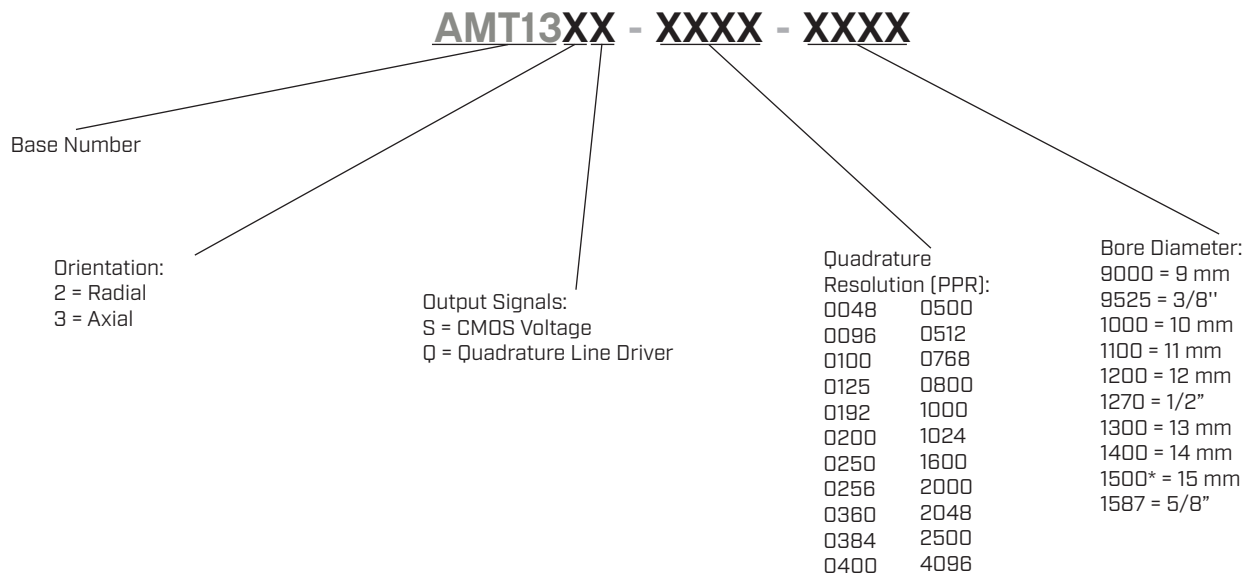 AMT13XX - XXXX - XXXX
Base Number
Orientation:
2 = Radial
3 = Axial
Output Signals:
S = CMOS Voltage
Q = Quadrature Line Driver
Quadrature
Resolution (PPR):
0048 0500
0096 0512
0100 0768
0125 0800
0192 1000
0200 1024
0250 1600
0256 2000
0360 2048
0384 2500
0400 4096
Bore Diameter:
9000 = 9 mm
9525 = 3/8''
1000 = 10 mm
1100 = 11 mm
1200 = 12 mm
1270 = 1/2”
1300 = 13 mm
1400 = 14 mm
1500* = 15 mm
1587 = 5/8”